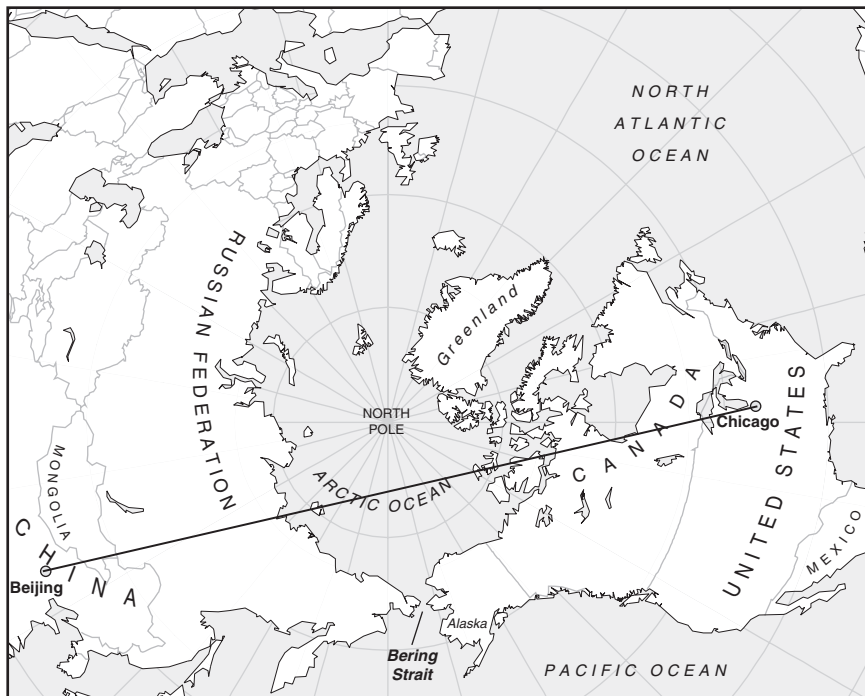 NORTH
ATLANTIC
OCEAN
RUSSIAN FEDERATION
Greenland
NORTH
POLE
CANADA
Chicago
UNITED STATES
MONGOLIA
ARCTIC OCEAN
CHINA
Beijing
MEXICO
Alaska
Bering
Strait
PACIFIC OCEAN